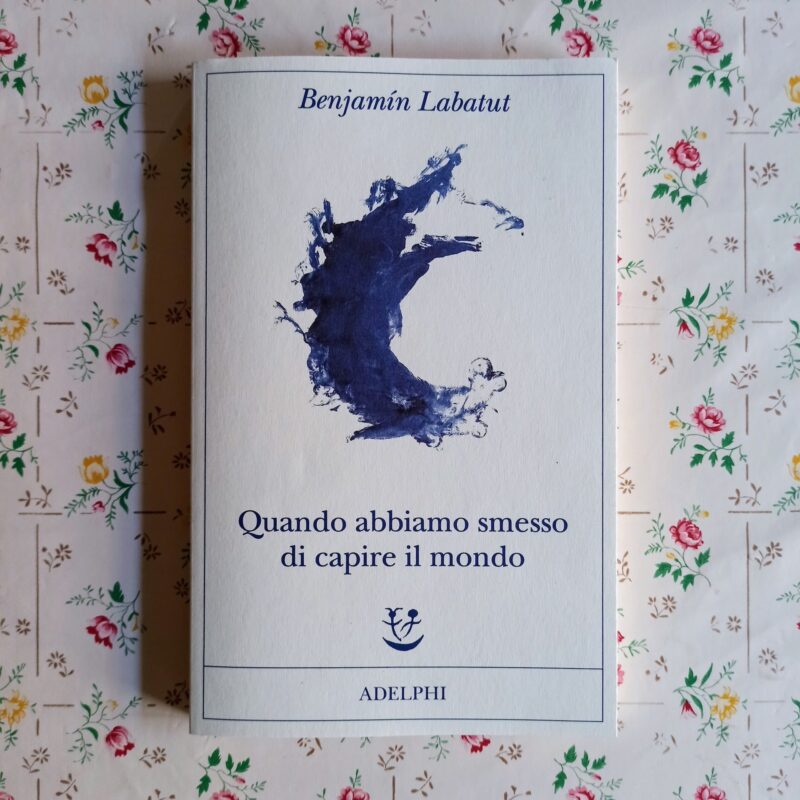 Benjamín Labatut
Quando abbiamo smesso
di capire il mondo
ADELPHI